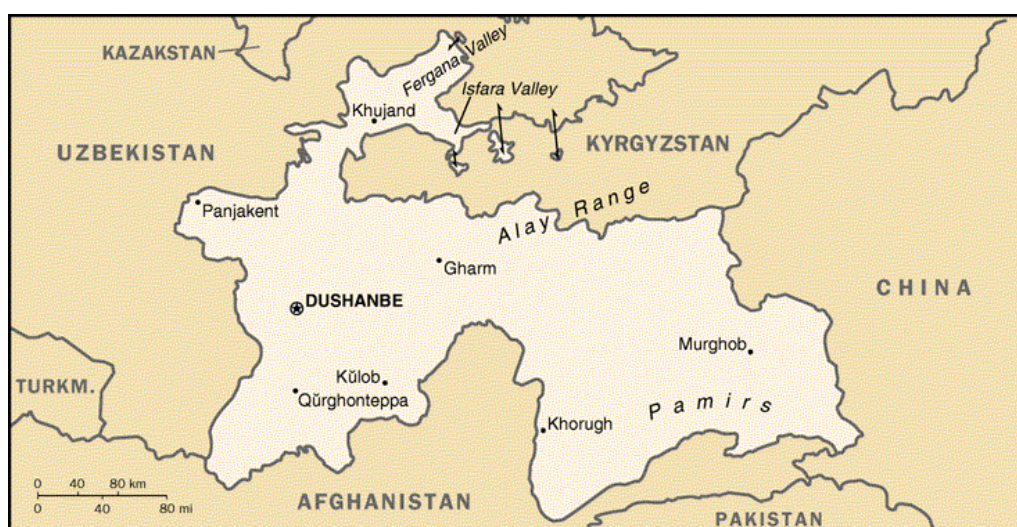 KAZAKSTAN
Fergana Valley
Isfara Valley
Khujand
UZBEKISTAN
KYRGYZSTAN
Panjakent
Alay Range
Gharm
CHINA
DUSHANBE
Murghob
TURKM.
Kŭlob
Qŭrghonteppa
Pamirs
Khorugh
0 40 80 km
0 40 80 mi
AFGHANISTAN
PAKISTAN